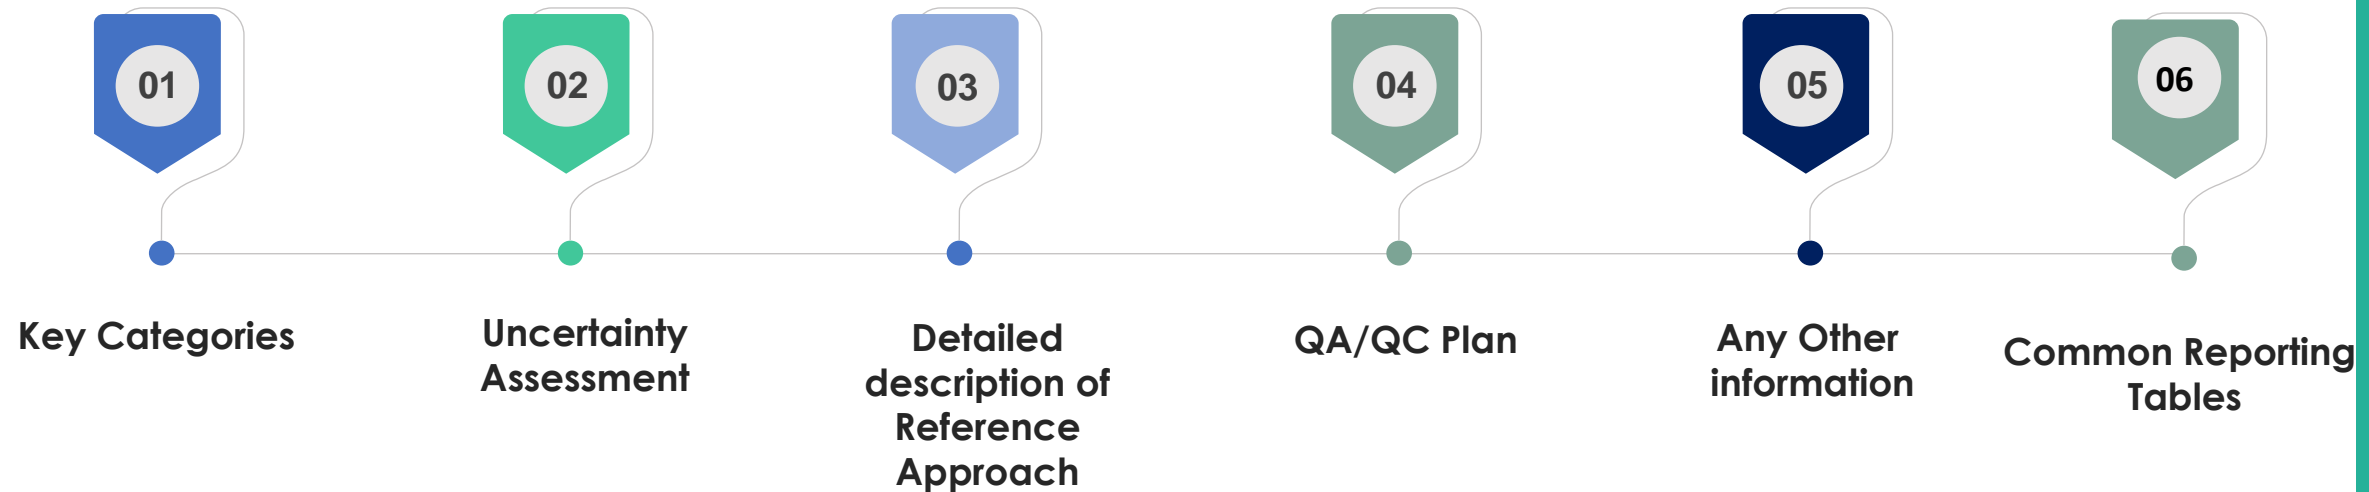 01
Key Categories
02
Uncertainty
Assessment
03
Detailed
description of
Reference
Approach
04
QA/QC Plan
05
Any Other
information
06
Common Reporting
Tables